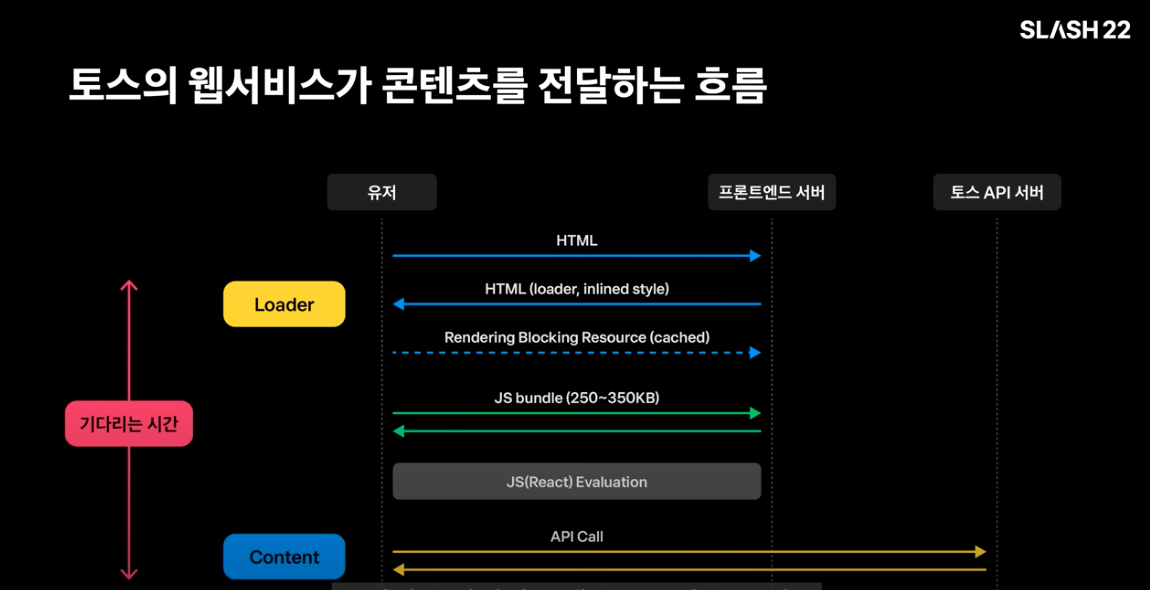 SLASH 22
토스의 웹서비스가 콘텐츠를 전달하는 흐름
유저
프론트엔드 서버
토스 API 서버
HTML
HTML (loader, inlined style)
Loader
Rendering Blocking Resource (cached)
JS bundle (250~350KB)
기다리는 시간
JS(React) Evaluation
API Call
Content